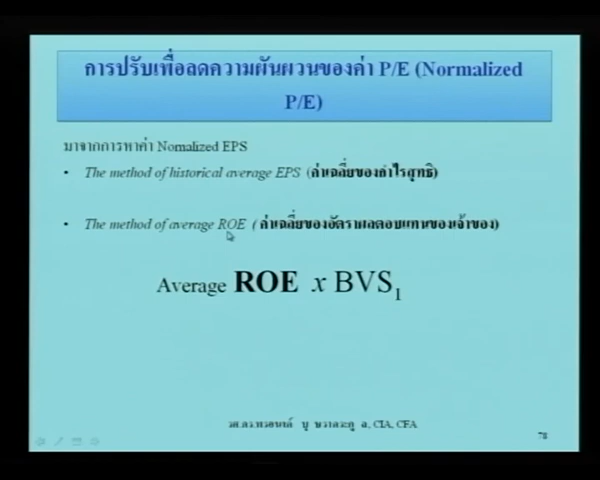 การปรับเพื่อลดความผันผวนของค่า P/E (Normalized
P/E)
มาจากการหาค่า Nomalized EPS
• The method of historical average EPS (ค่าเฉลี่ยของกำไรสุทธิ)
• The method of average ROE ( ค่าเฉลี่ยของอัตราผลตอบแทนของเจ้าของ)
Average ROE x BVS1
CIA, CFA
78